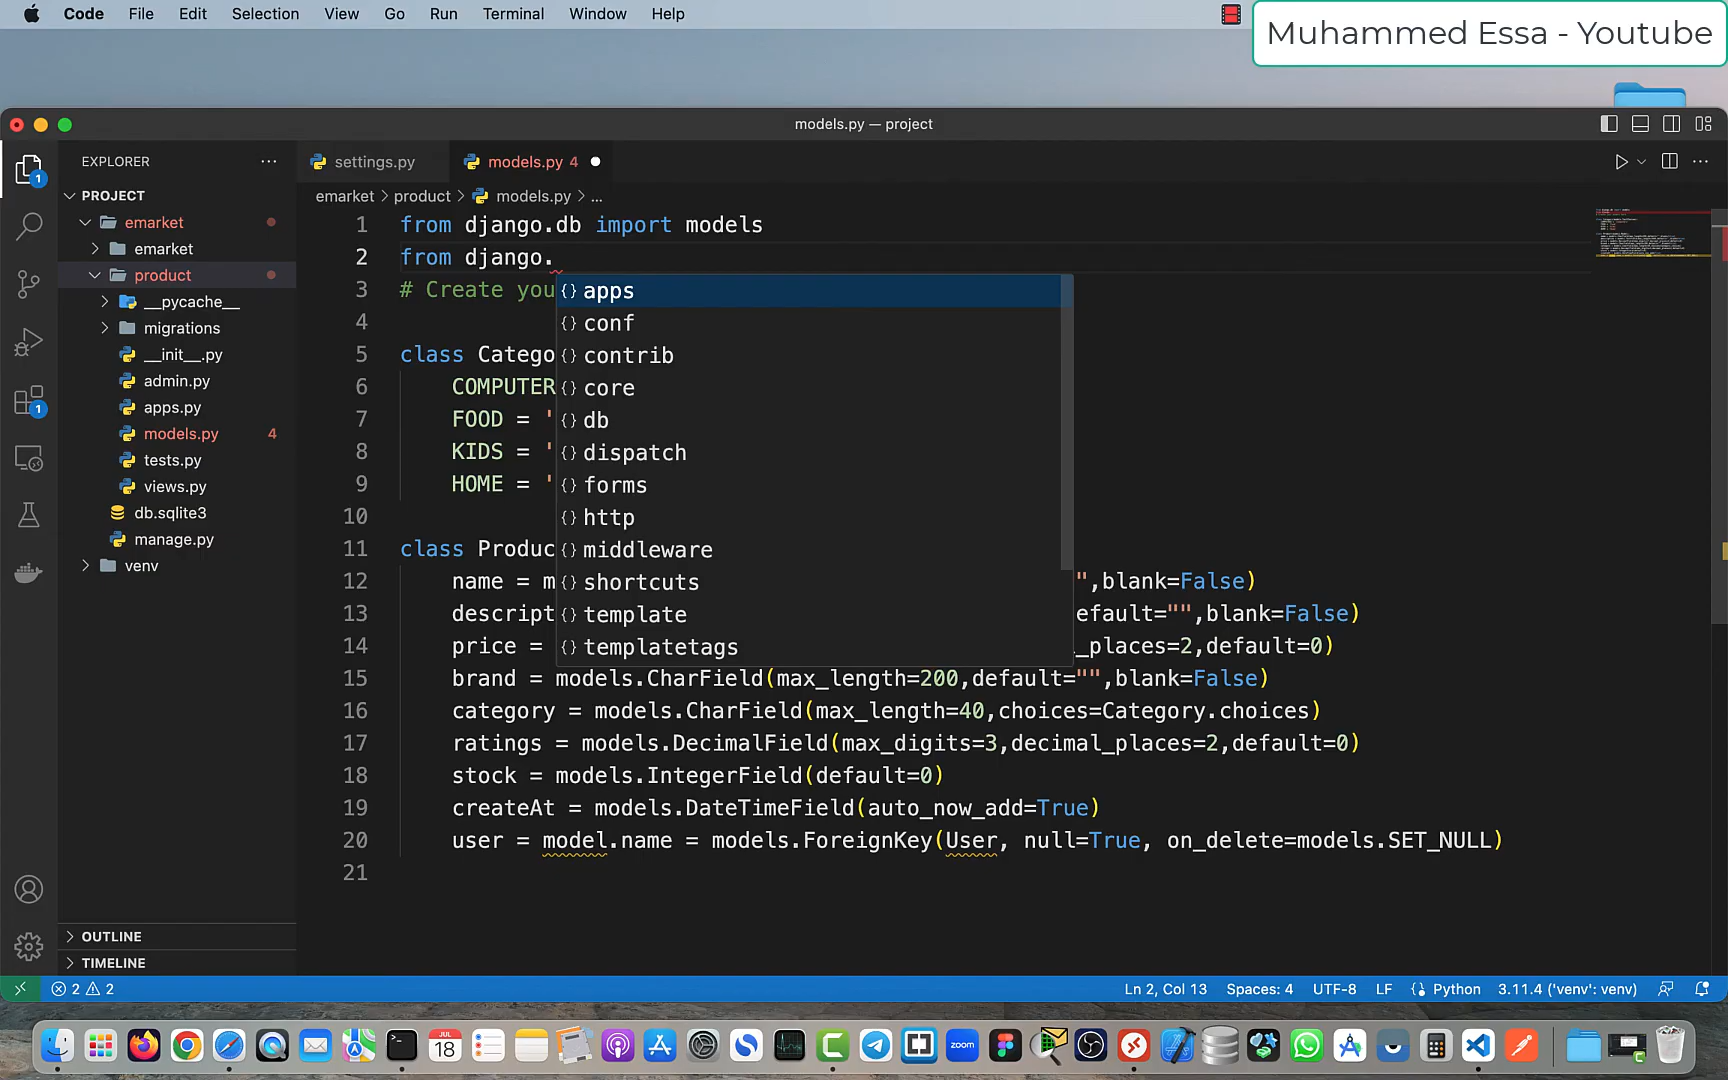 Code File Edit Selection View Go Run Terminal Window Help
Muhammed Essa - Youtube
models.py — project
EXPLORER
settings.py
models.py 4
PROJECT
emarket > product > models.py > ...
emarket
emarket
product
__pycache__
migrations
__init__.py
admin.py
apps.py
models.py 4
tests.py
views.py
db.sqlite3
manage.py
venv
OUTLINE
TIMELINE
1 from django.db import models
2 from django.
3 # Create you
4
5 class Catego
6 COMPUTER
7 FOOD = '
8 KIDS = '
9 HOME = '
10
11 class Produc
12 name = m ",blank=False)
13 descript efault="",blank=False)
14 price = _places=2,default=0)
15 brand = models.CharField(max_length=200,default="",blank=False)
16 category = models.CharField(max_length=40,choices=Category.choices)
17 ratings = models.DecimalField(max_digits=3,decimal_places=2,default=0)
18 stock = models.IntegerField(default=0)
19 createAt = models.DateTimeField(auto_now_add=True)
20 user = model.name = models.ForeignKey(User, null=True, on_delete=models.SET_NULL)
21
{} apps
{} conf
{} contrib
{} core
{} db
{} dispatch
{} forms
{} http
{} middleware
{} shortcuts
{} template
{} templatetags
1
1
2 2
Ln 2, Col 13 Spaces: 4 UTF-8 LF {} Python 3.11.4 ('venv': venv)
JUL
18
zoom